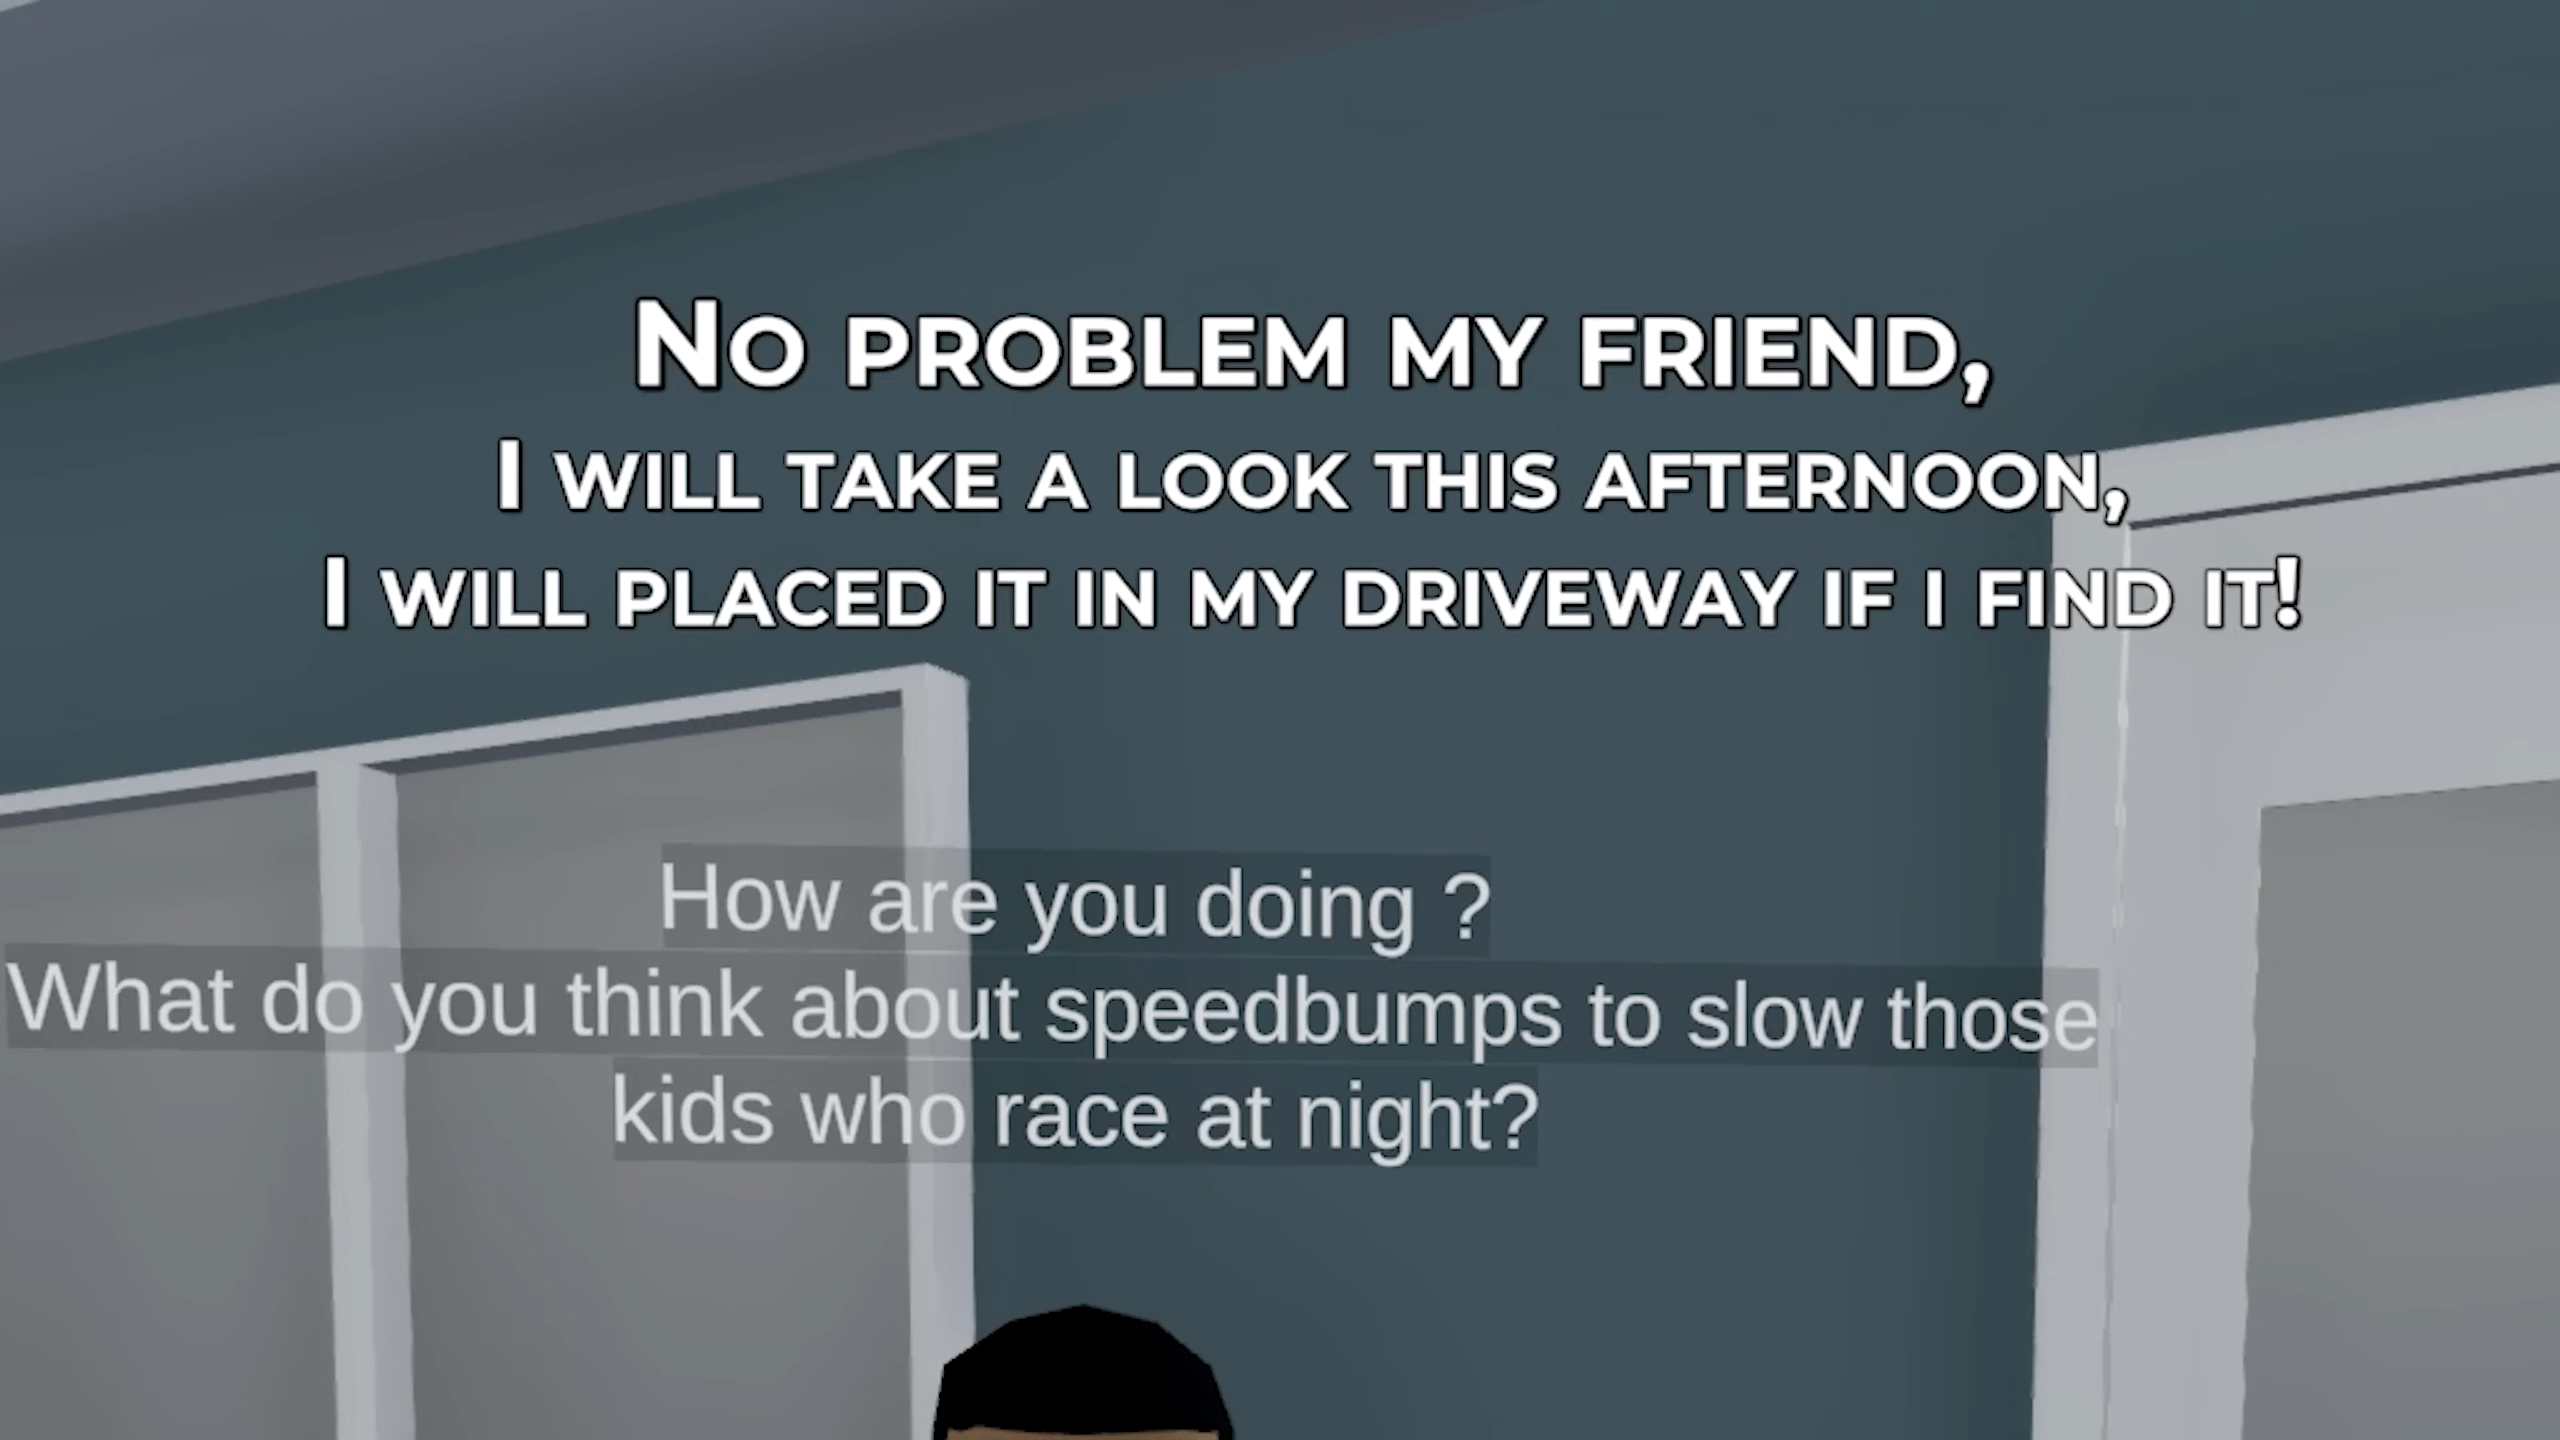 No problem my friend,
I will take a look this afternoon,
I will placed it in my driveway if I find it!
How are you doing ?
What do you think about speedbumps to slow those
kids who race at night?